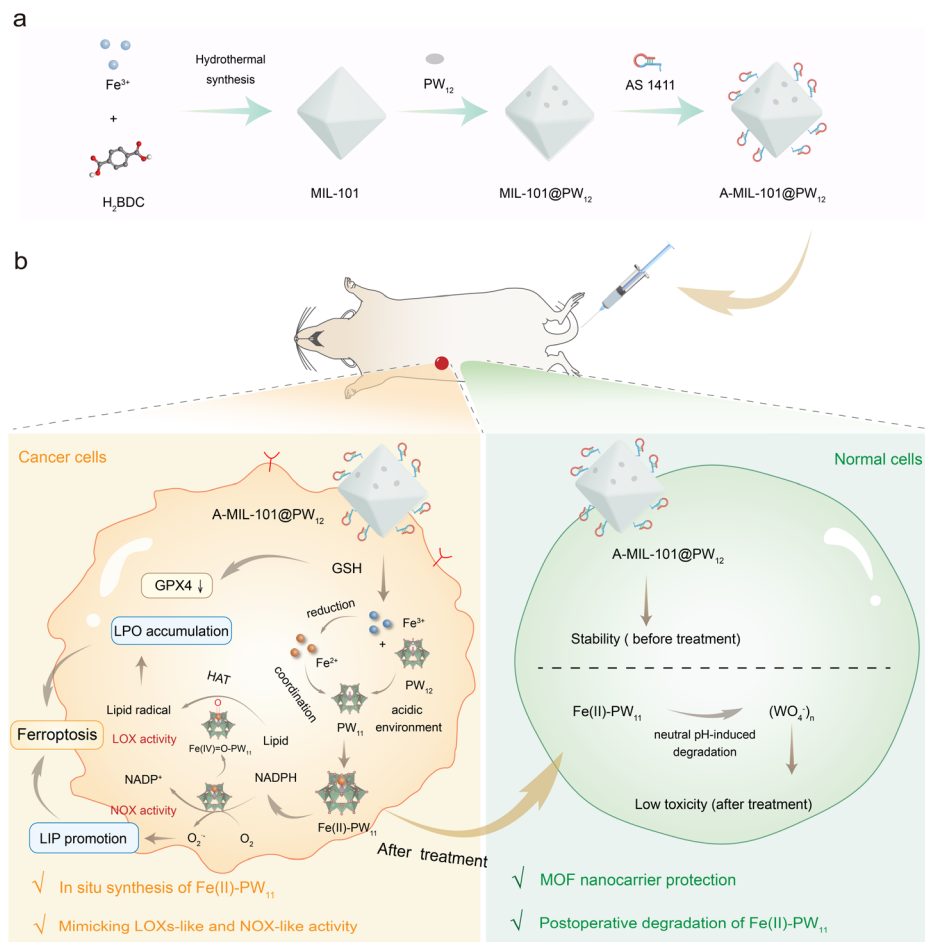 a
Fe³⁺
+
H₂BDC
Hydrothermal
synthesis
MIL-101
PW₁₂
MIL-101@PW₁₂
AS 1411
A-MIL-101@PW₁₂
b
Cancer cells
A-MIL-101@PW₁₂
GSH
GPX4 ↓
LPO accumulation
reduction
Fe³⁺
+
Fe²⁺
PW₁₂
coordination
PW₁₁
acidic
environment
HAT
Lipid radical
O
LOX activity
Fe(IV)=O-PW₁₁
Lipid
Ferroptosis
NADP⁺
NADPH
NOX activity
Fe(II)-PW₁₁
LIP promotion
O₂˙⁻
O₂
After treatment
√ In situ synthesis of Fe(II)-PW₁₁
√ Mimicking LOXs-like and NOX-like activity
Normal cells
A-MIL-101@PW₁₂
Stability ( before treatment)
Fe(II)-PW₁₁
neutral pH-induced
degradation
(WO₄⁻)ₙ
Low toxicity (after treatment)
√ MOF nanocarrier protection
√ Postoperative degradation of Fe(II)-PW₁₁